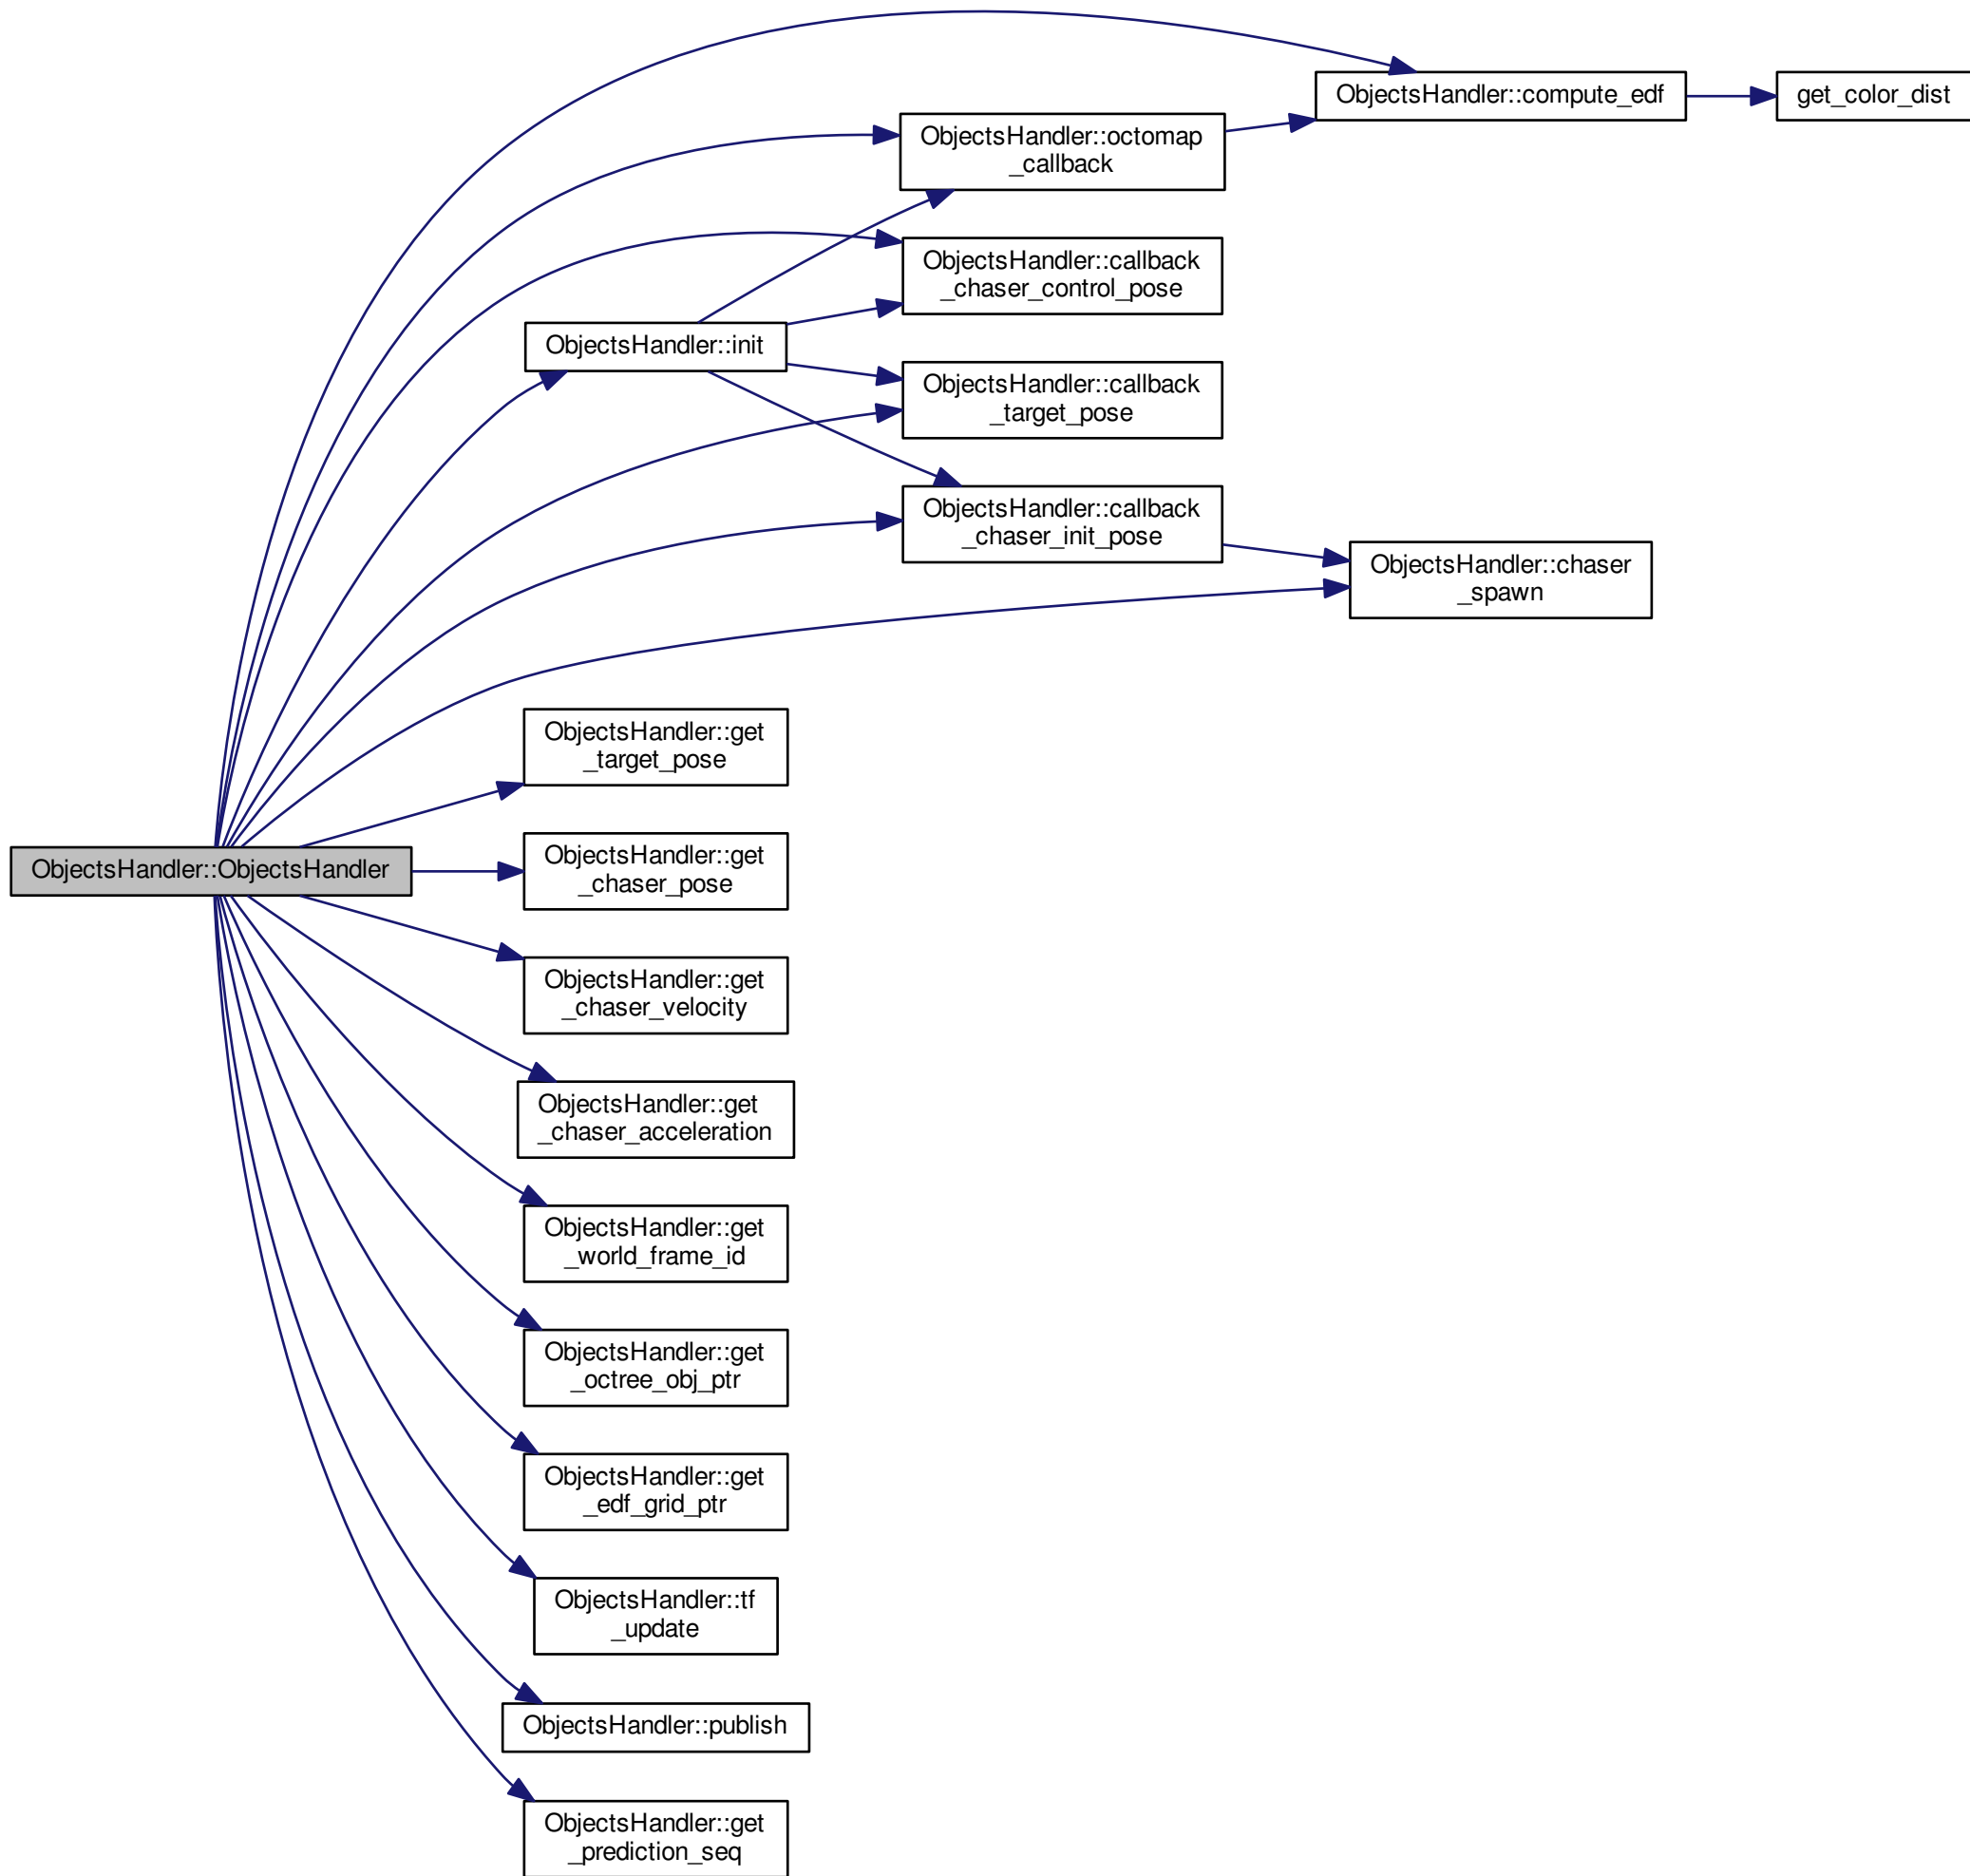 ObjectsHandler::compute_edf
get_color_dist
ObjectsHandler::octomap
_callback
ObjectsHandler::callback
_chaser_control_pose
ObjectsHandler::init
ObjectsHandler::callback
_target_pose
ObjectsHandler::callback
_chaser_init_pose
ObjectsHandler::chaser
_spawn
ObjectsHandler::get
_target_pose
ObjectsHandler::ObjectsHandler
ObjectsHandler::get
_chaser_pose
ObjectsHandler::get
_chaser_velocity
ObjectsHandler::get
_chaser_acceleration
ObjectsHandler::get
_world_frame_id
ObjectsHandler::get
_octree_obj_ptr
ObjectsHandler::get
_edf_grid_ptr
ObjectsHandler::tf
_update
ObjectsHandler::publish
ObjectsHandler::get
_prediction_seq